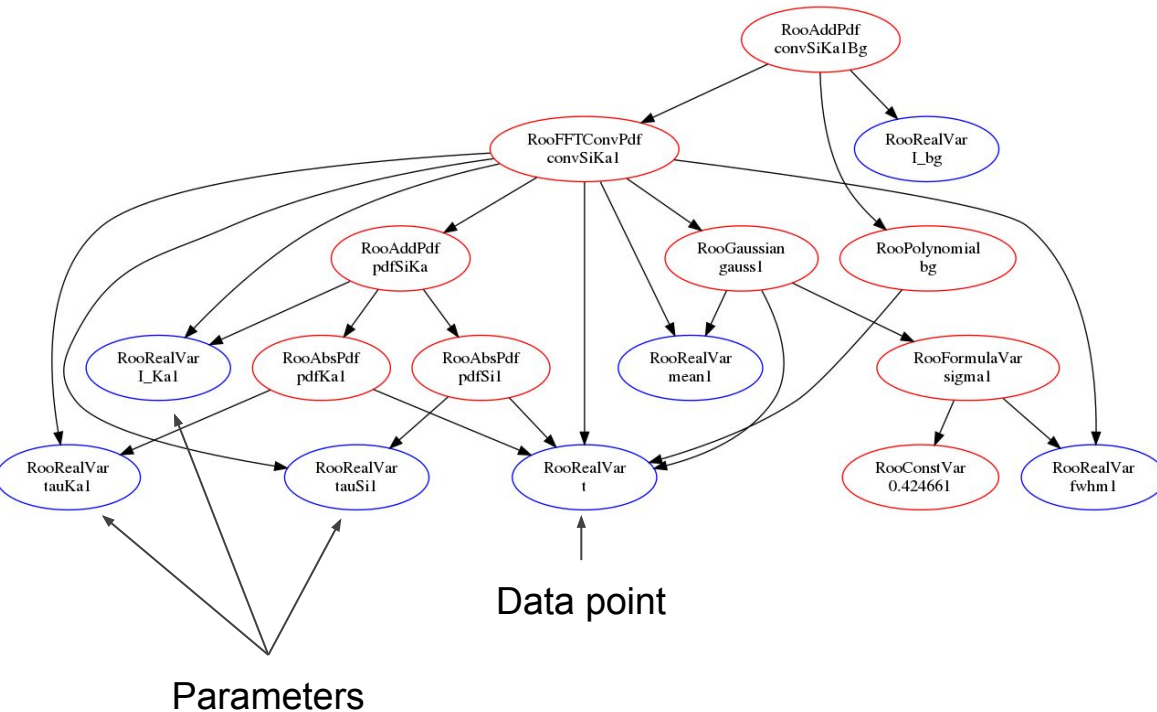 RooAddPdf
convSiKa1Bg
RooFFTConvPdf
convSiKa1
RooRealVar
I_bg
RooAddPdf
pdfSiKa
RooGaussian
gauss1
RooPolynomial
bg
RooRealVar
I_Ka1
RooAbsPdf
pdfKa1
RooAbsPdf
pdfSi1
RooRealVar
mean1
RooFormulaVar
sigma1
RooRealVar
tauKa1
RooRealVar
tauSi1
RooRealVar
t
RooConstVar
0.424661
RooRealVar
fwhm1
Data point
Parameters